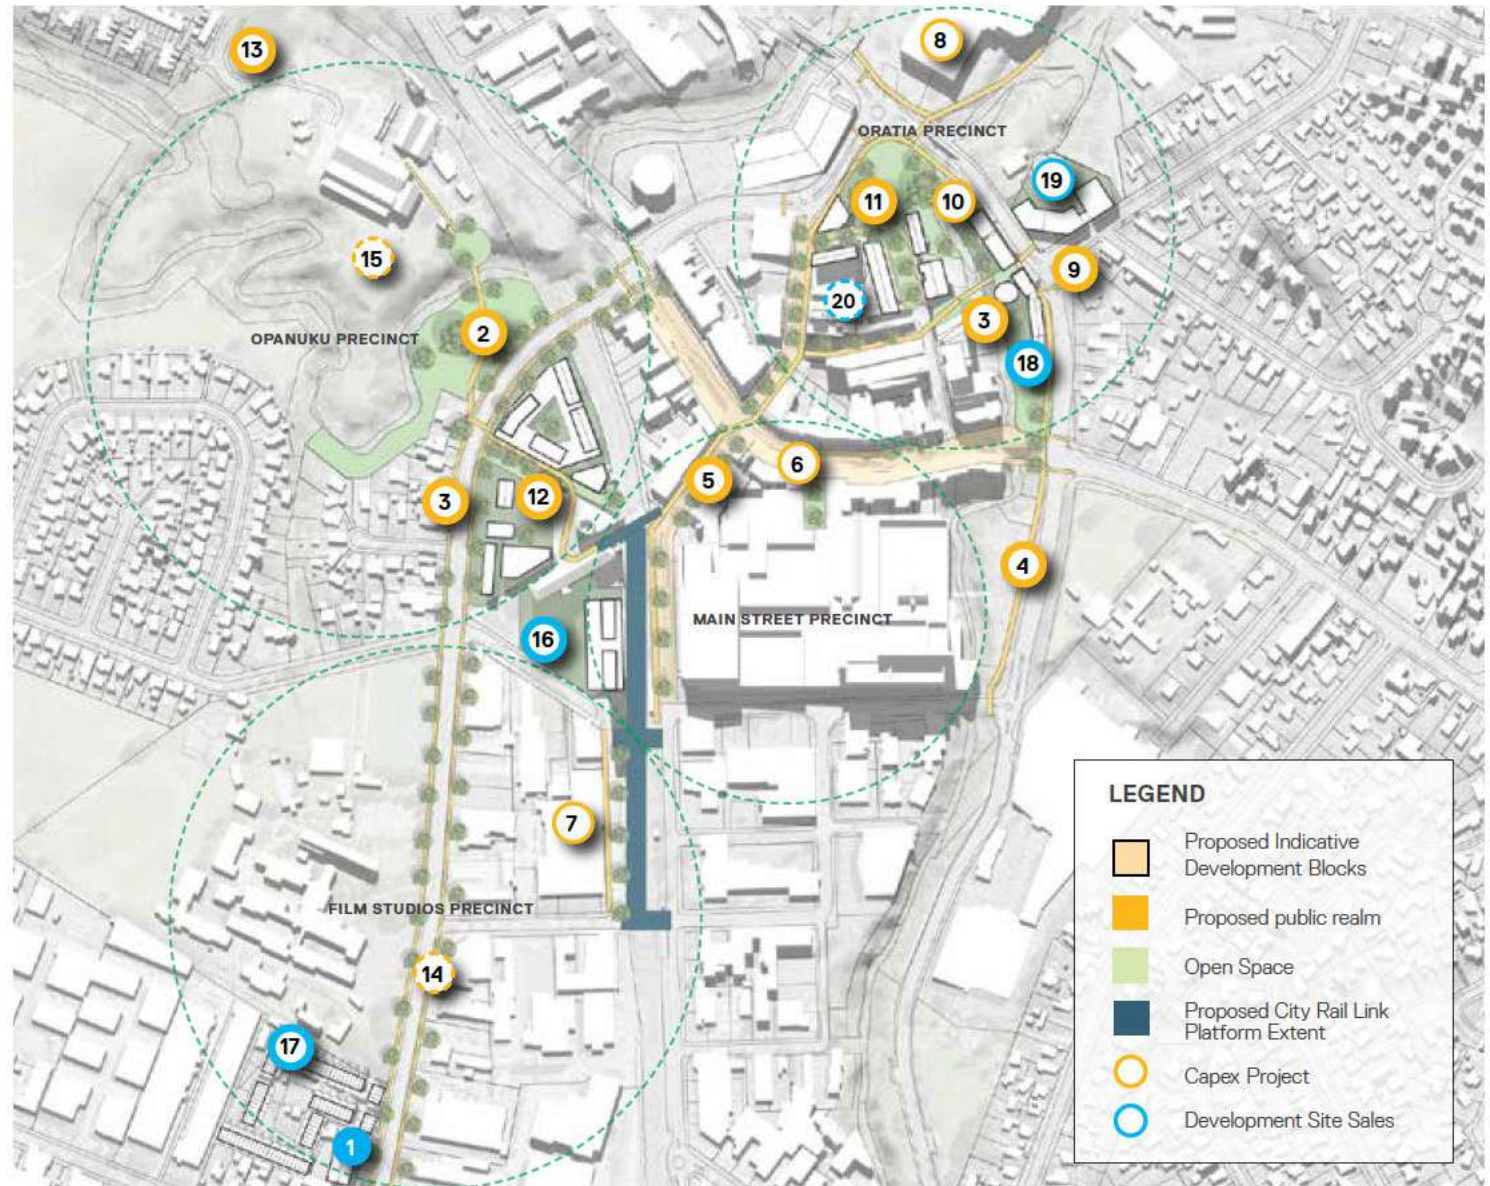 13
8
ORATIA PRECINCT
19
11
10
15
9
20
3
2
OPANUKU PRECINCT
18
6
5
12
3
4
MAIN STREET PRECINCT
16
7
FILM STUDIOS PRECINCT
14
17
1
LEGEND
Proposed Indicative
Development Blocks
Proposed public realm
Open Space
Proposed City Rail Link
Platform Extent
Capex Project
Development Site Sales